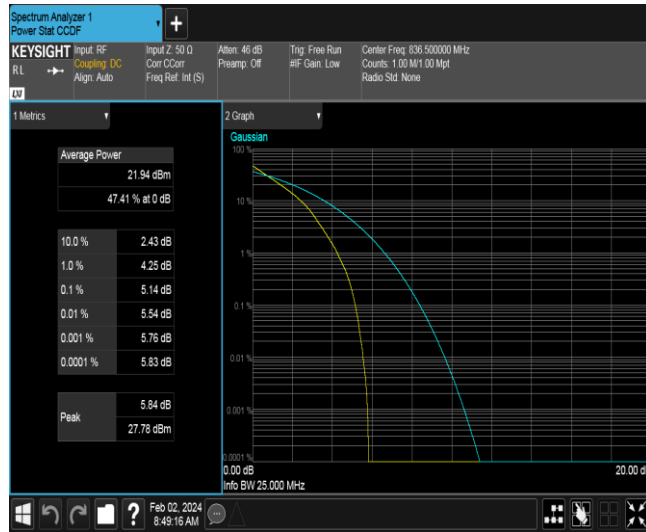 Spectrum Analyzer 1
Power Stat CCDF
KEYSIGHT
RL
LXI
Input: RF
Coupling: DC
Align: Auto
Input Z: 50 Ω
Corr CCorr
Freq Ref: Int (S)
Atten: 46 dB
Preamp: Off
Trig: Free Run
#IF Gain: Low
Center Freq: 836.500000 MHz
Counts: 1.00 M/1.00 Mpt
Radio Std: None
1 Metrics
Average Power
21.94 dBm
47.41 % at 0 dB
10.0 % 2.43 dB
1.0 % 4.25 dB
0.1 % 5.14 dB
0.01 % 5.54 dB
0.001 % 5.76 dB
0.0001 % 5.83 dB
Peak
5.84 dB
27.78 dBm
2 Graph
Gaussian
100 %
10 %
1 %
0.1 %
0.01 %
0.001 %
0.0001 %
0.00 dB
20.00 d
Info BW 25.000 MHz
Feb 02, 2024
8:49:16 AM